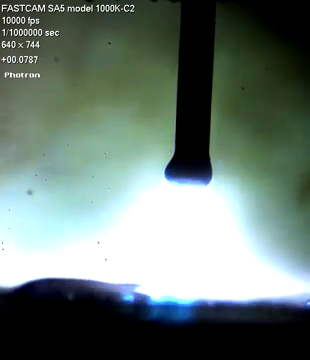 FASTCAM SA5 model 1000K-C2
10000 fps
1/1000000 sec
640 x 744
+00.0787
Photron